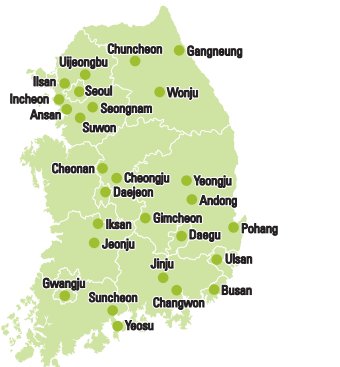 Chuncheon
Gangneung
Uijeongbu
Ilsan
Seoul
Wonju
Incheon
Seongnam
Ansan
Suwon
Cheonan
Cheongju
Yeongju
Daejeon
Andong
Gimcheon
Iksan
Pohang
Daegu
Jeonju
Ulsan
Jinju
Gwangju
Busan
Suncheon
Changwon
Yeosu